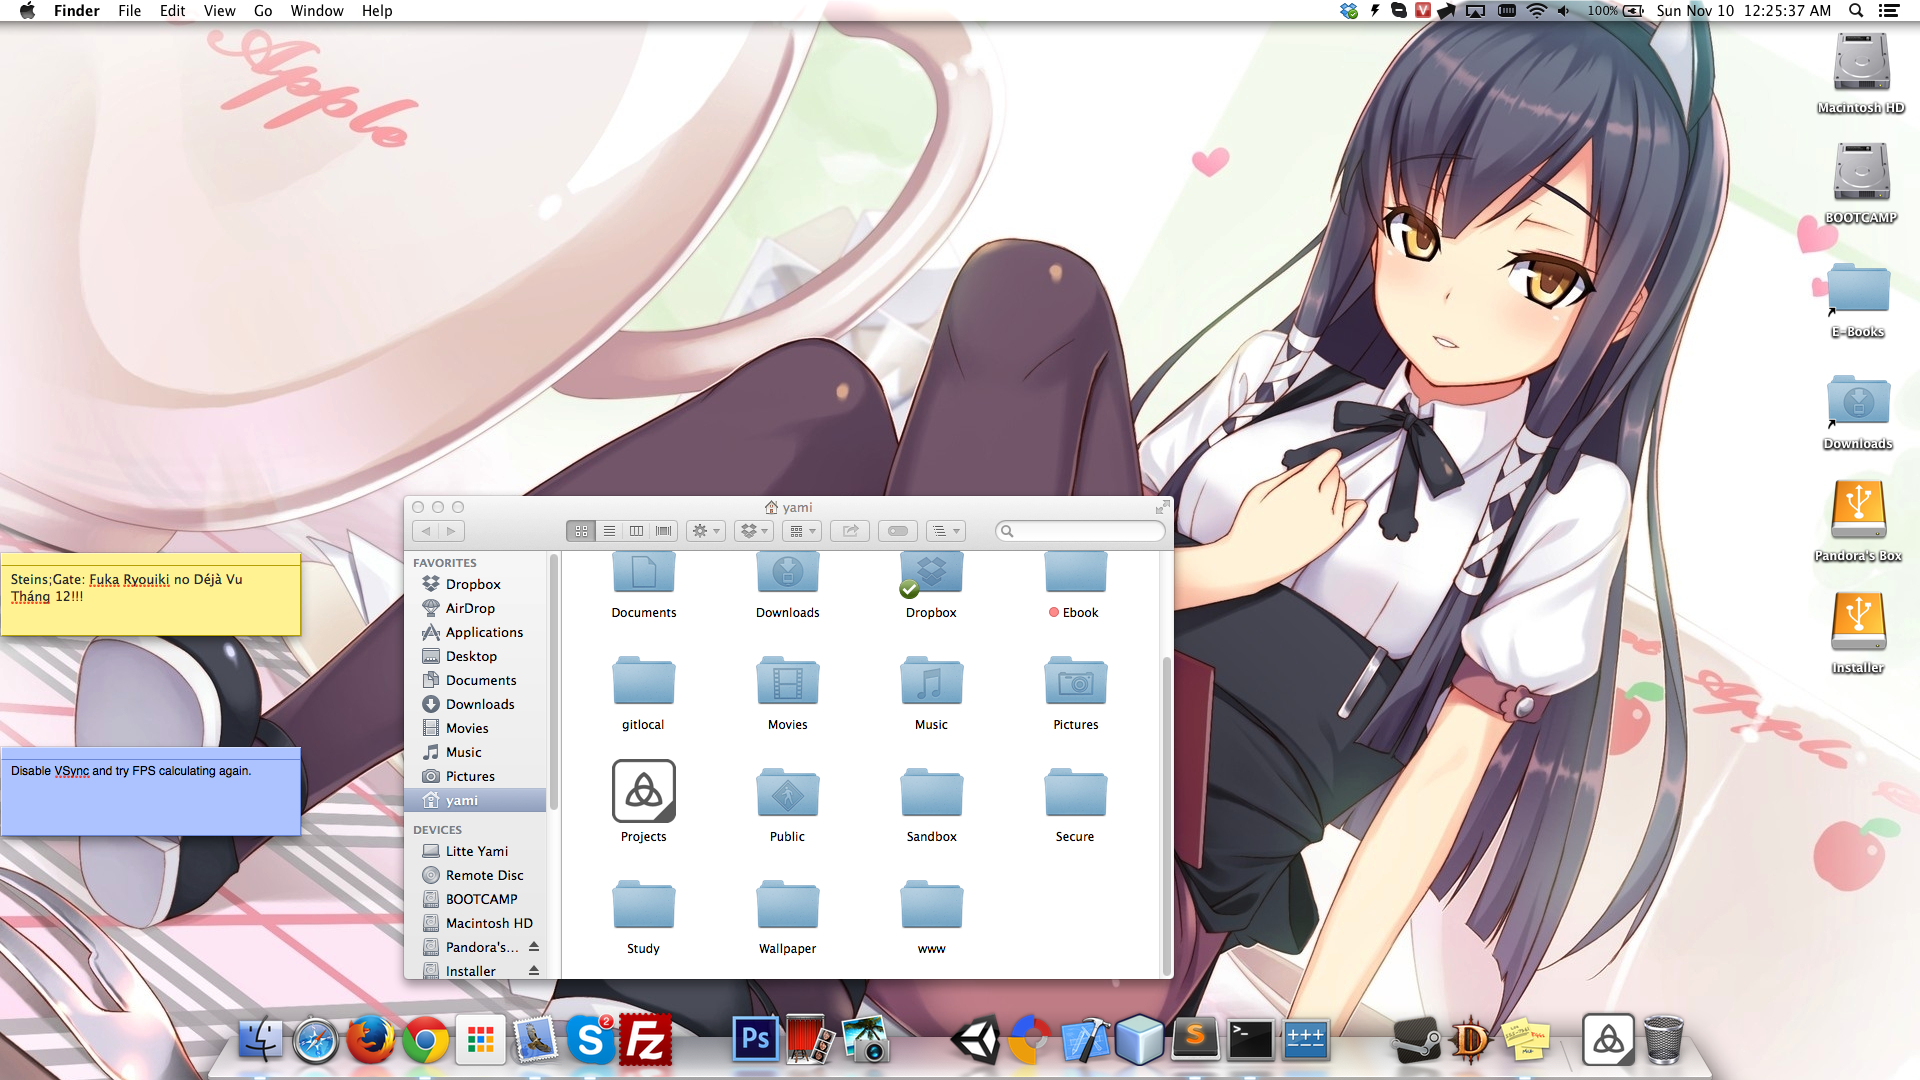 Finder File Edit View Go Window Help
100% Sun Nov 10 12:25:37 AM
Apple
Macintosh HD
BOOTCAMP
E-Books
Downloads
Pandora's Box
Installer
Steins;Gate: Fuka Ryouiki no Déjà Vu
Tháng 12!!!
Disable VSync and try FPS calculating again.
yami
FAVORITES
Dropbox
AirDrop
Applications
Desktop
Documents
Downloads
Movies
Music
Pictures
yami
DEVICES
Litte Yami
Remote Disc
BOOTCAMP
Macintosh HD
Pandora's...
Installer
Documents Downloads Dropbox Ebook
gitlocal Movies Music Pictures
Projects Public Sandbox Secure
Study Wallpaper www
S 2
Fz
Ps
S